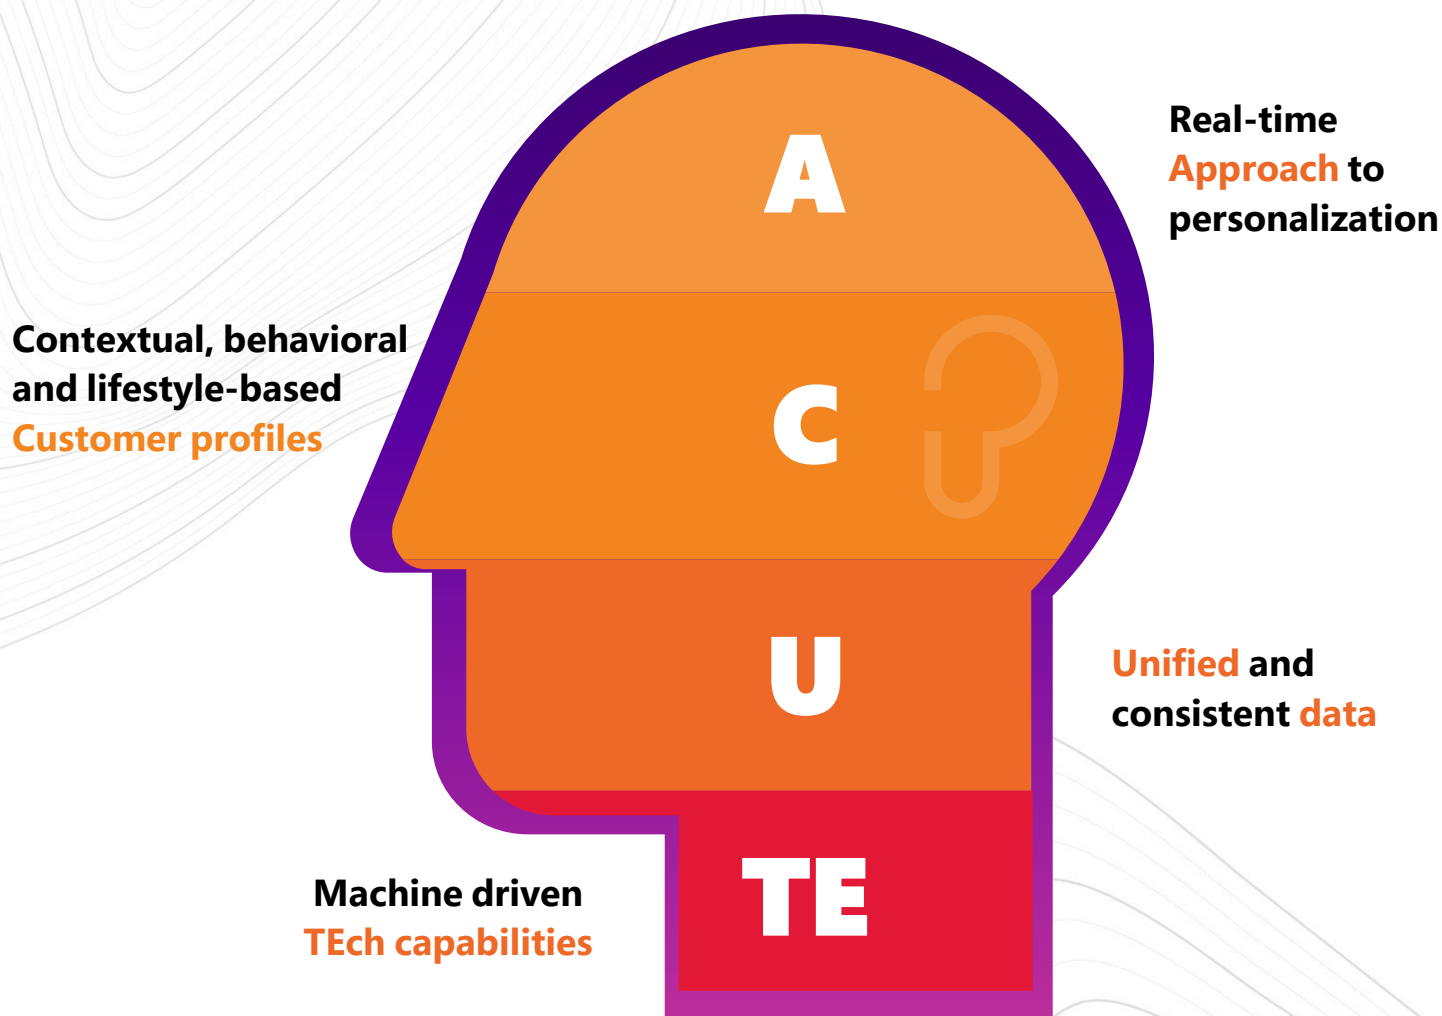 A
Real-time
Approach to
personalization
Contextual, behavioral
and lifestyle-based
Customer profiles
C
U
Unified and
consistent data
TE
Machine driven
TEch capabilities